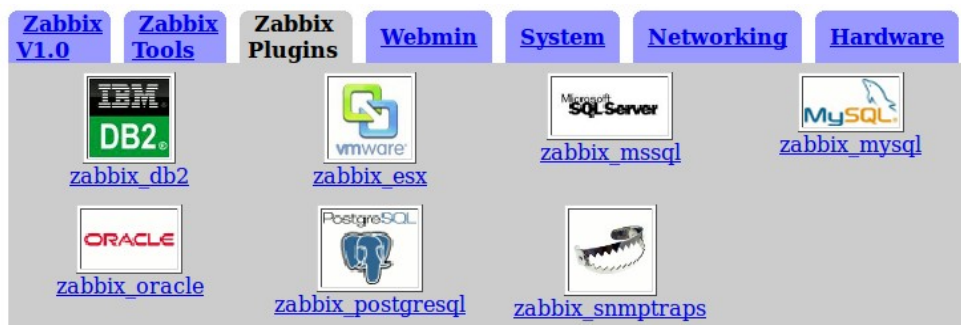 Zabbix V1.0
Zabbix Tools
Zabbix Plugins
Webmin
System
Networking
Hardware
IBM.
DB2®
zabbix_db2
vmware®
zabbix_esx
Microsoft
SQL Server
zabbix_mssql
MySQL®
zabbix_mysql
ORACLE
zabbix_oracle
PostgreSQL
zabbix_postgresql
zabbix_snmptraps